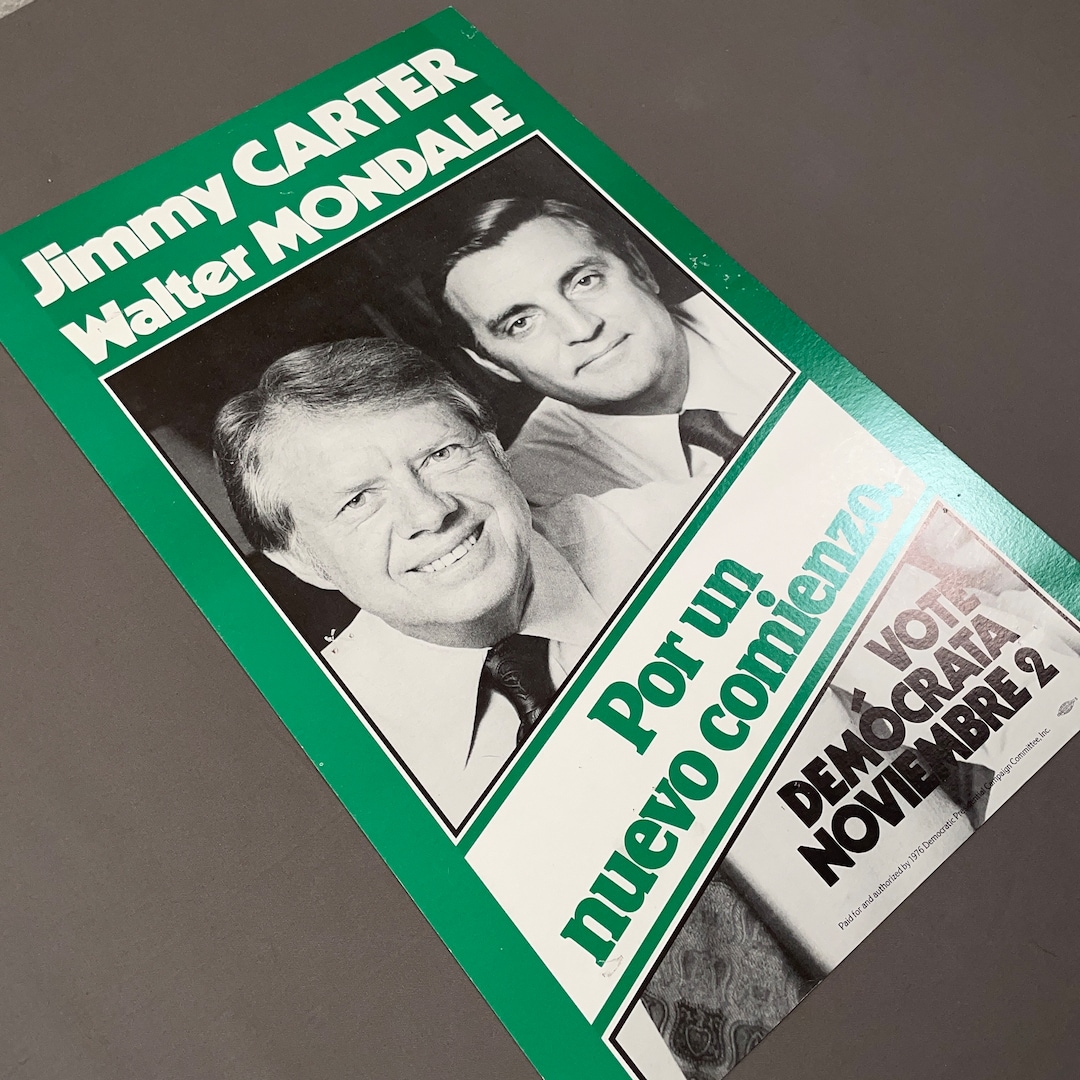 Jimmy CARTER
Walter MONDALE
Por un
nuevo comienzo.
VOTE
DEMÓCRATA
NOVIEMBRE 2
Paid for and authorized by 1976 Democratic Presidential Campaign Committee, Inc.